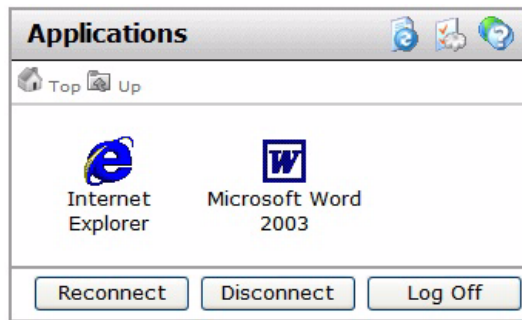 Applications
Top Up
Internet Explorer
Microsoft Word 2003
Reconnect Disconnect Log Off